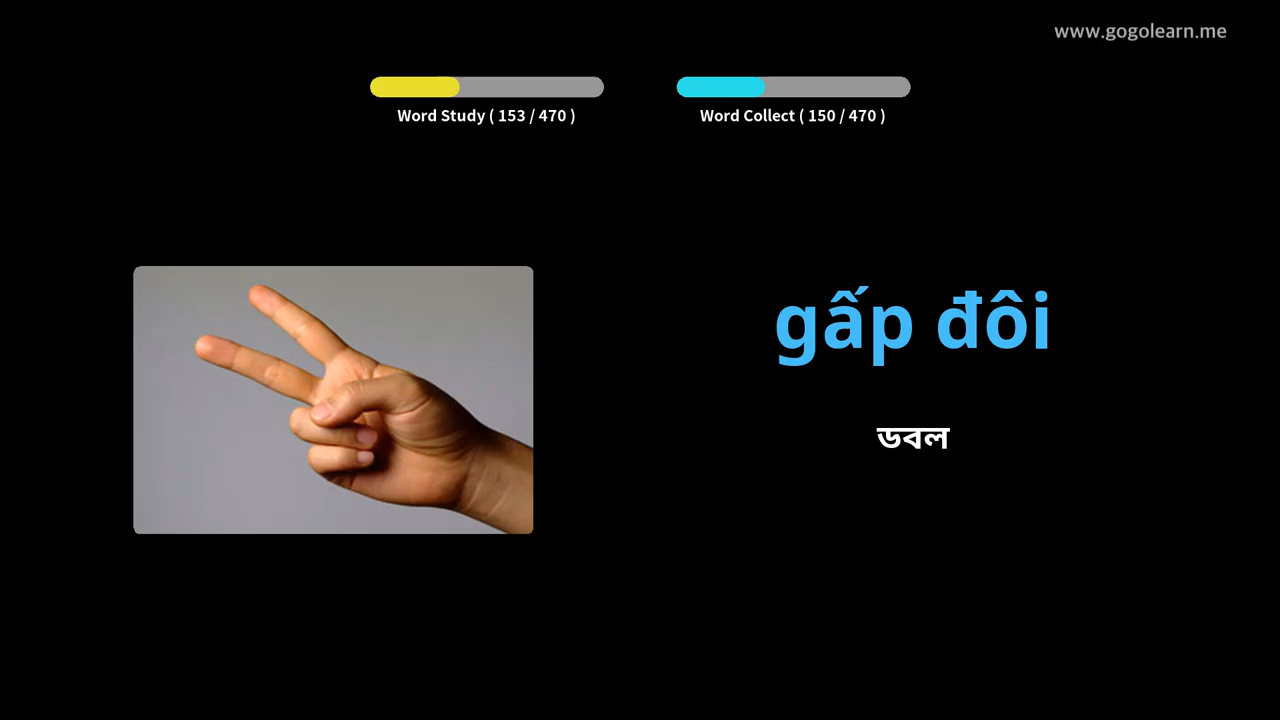 www.gogolearn.me
Word Study ( 153 / 470 )
Word Collect ( 150 / 470 )
gấp đôi
ডবল